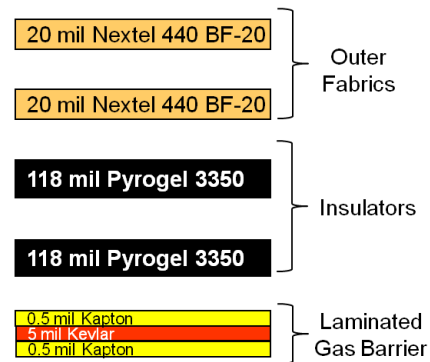 20 mil Nextel 440 BF-20
20 mil Nextel 440 BF-20
Outer
Fabrics
118 mil Pyrogel 3350
118 mil Pyrogel 3350
Insulators
0.5 mil Kapton
5 mil Kevlar
0.5 mil Kapton
Laminated
Gas Barrier